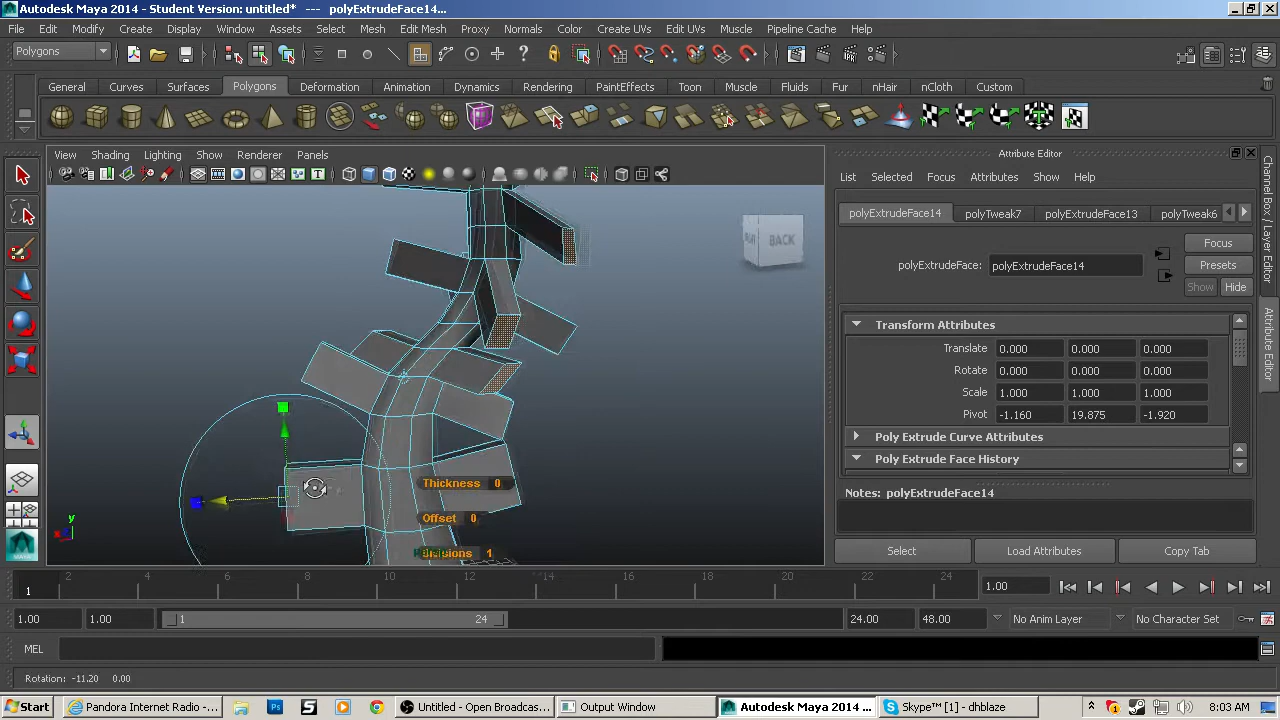 Autodesk Maya 2014 - Student Version: untitled* --- polyExtrudeFace14...
File Edit Modify Create Display Window Assets Select Mesh Edit Mesh Proxy Normals Color Create UVs Edit UVs Muscle Pipeline Cache Help
Polygons
General Curves Surfaces Polygons Deformation Animation Dynamics Rendering PaintEffects Toon Muscle Fluids Fur nHair nCloth Custom
View Shading Lighting Show Renderer Panels
BACK
Thickness 0
Offset 0
Divisions 1
y
Attribute Editor
List Selected Focus Attributes Show Help
polyExtrudeFace14 polyTweak7 polyExtrudeFace13 polyTweak6
polyExtrudeFace: polyExtrudeFace14
Focus
Presets
Show Hide
Transform Attributes
Translate 0.000 0.000 0.000
Rotate 0.000 0.000 0.000
Scale 1.000 1.000 1.000
Pivot -1.160 19.875 -1.920
Poly Extrude Curve Attributes
Poly Extrude Face History
Notes: polyExtrudeFace14
Select Load Attributes Copy Tab
Channel Box / Layer Editor
Attribute Editor
2 4 6 8 10 12 14 16 18 20 22 24
1
1.00
1.00 1.00 1 24 24.00 48.00 No Anim Layer No Character Set
MEL
Rotation: -11.20 0.00
Start Pandora Internet Radio -... Untitled - Open Broadcas... Output Window Autodesk Maya 2014 ... Skype™ [1] - dhblaze 8:03 AM